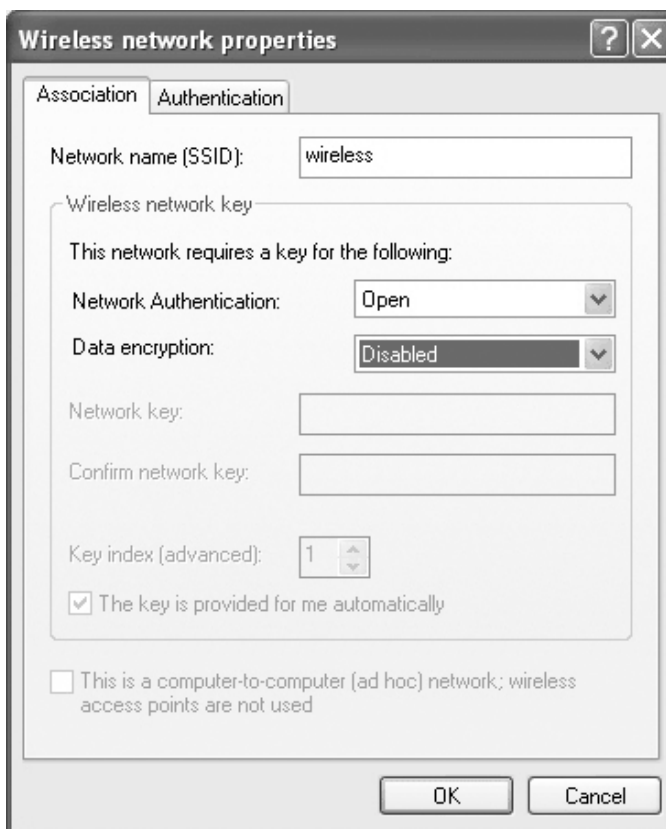 Wireless network properties
Association Authentication
Network name (SSID): wireless
Wireless network key
This network requires a key for the following:
Network Authentication: Open
Data encryption: Disabled
Network key:
Confirm network key:
Key index (advanced): 1
The key is provided for me automatically
This is a computer-to-computer (ad hoc) network; wireless
access points are not used
OK Cancel